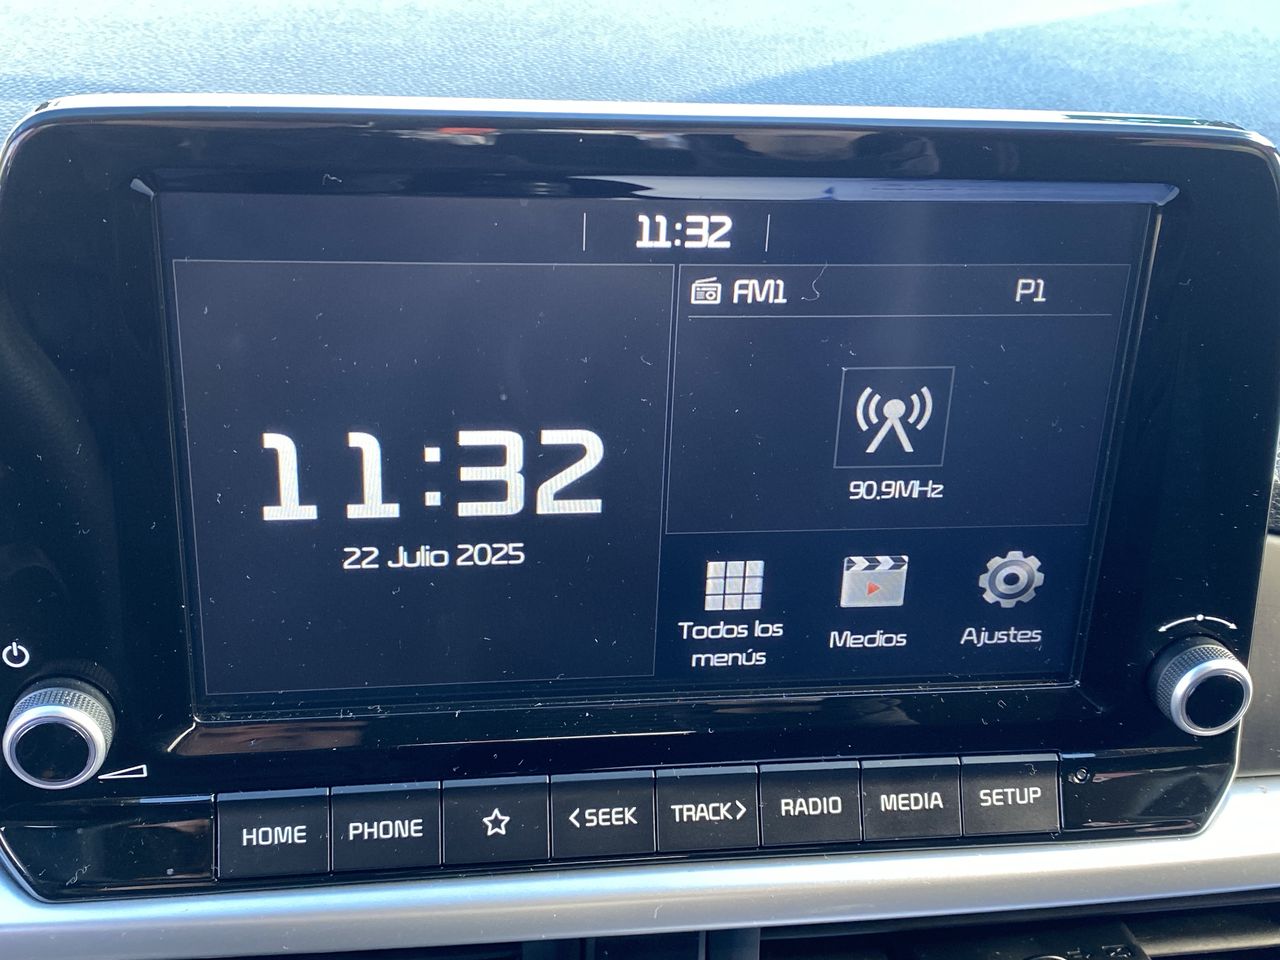 11:32
FM1 P1
11:32
22 Julio 2025
90.9MHz
Todos los
menús
Medios
Ajustes
HOME
PHONE
<SEEK
TRACK>
RADIO
MEDIA
SETUP